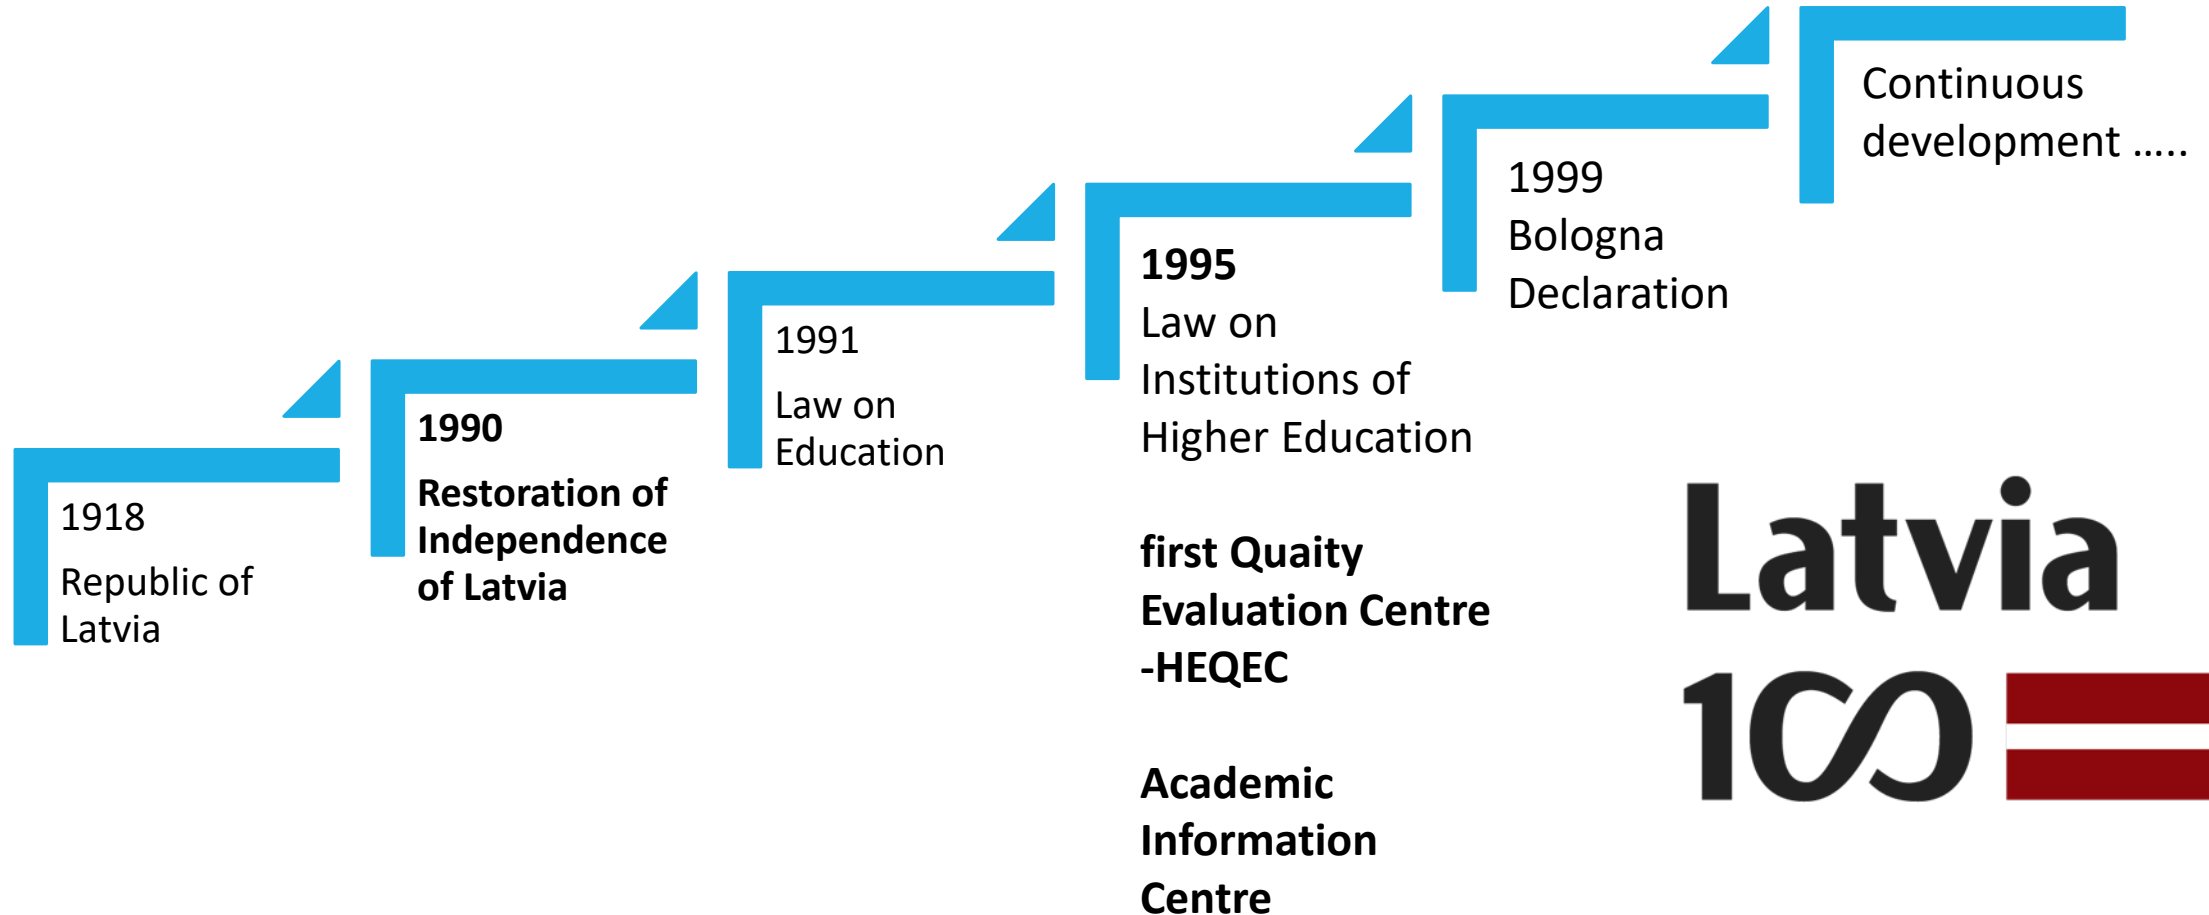 1918
Republic of
Latvia
1990
Restoration of
Independence
of Latvia
1991
Law on
Education
1995
Law on
Institutions of
Higher Education
first Quaity
Evaluation Centre
-HEQEC
Academic
Information
Centre
1999
Bologna
Declaration
Continuous
development .....
Latvia
100